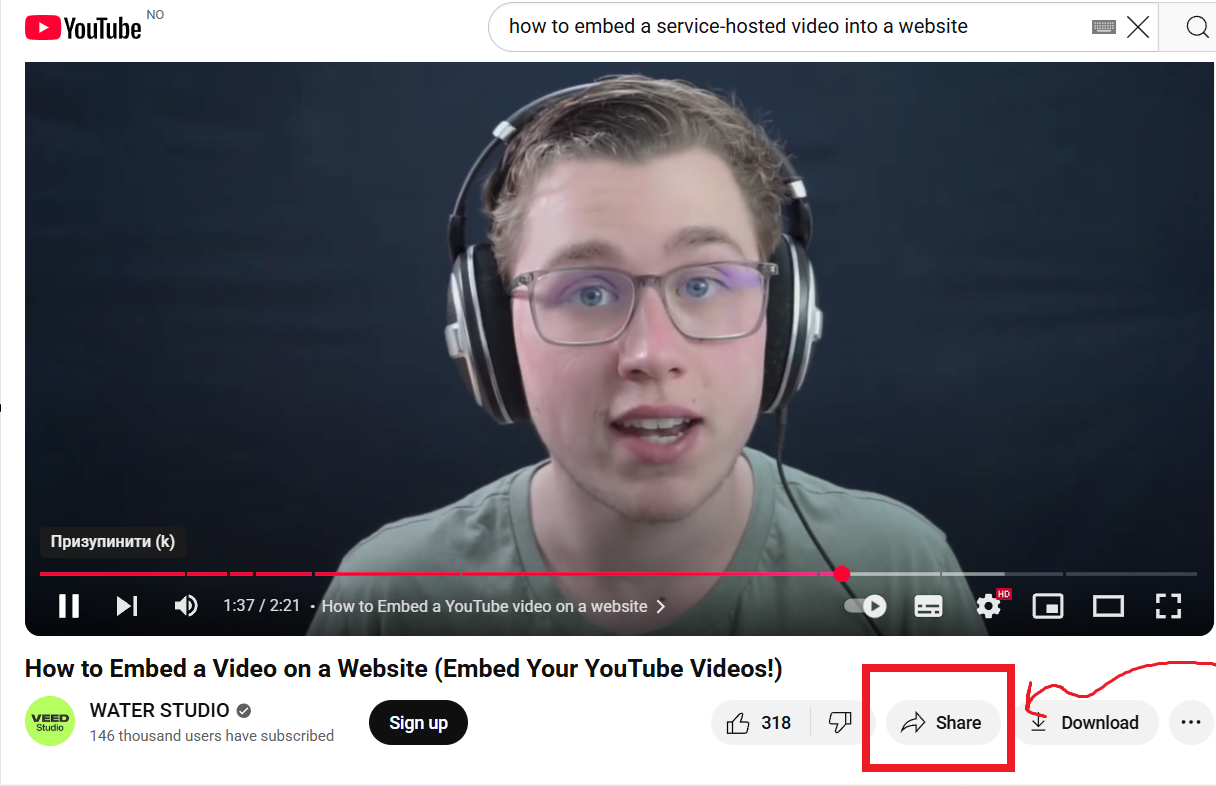 YouTube NO
how to embed a service-hosted video into a website
Призупинити (k)
1:37 / 2:21 • How to Embed a YouTube video on a website
HD
How to Embed a Video on a Website (Embed Your YouTube Videos!)
VEED
Studio
WATER STUDIO
146 thousand users have subscribed
Sign up
318
Share
Download